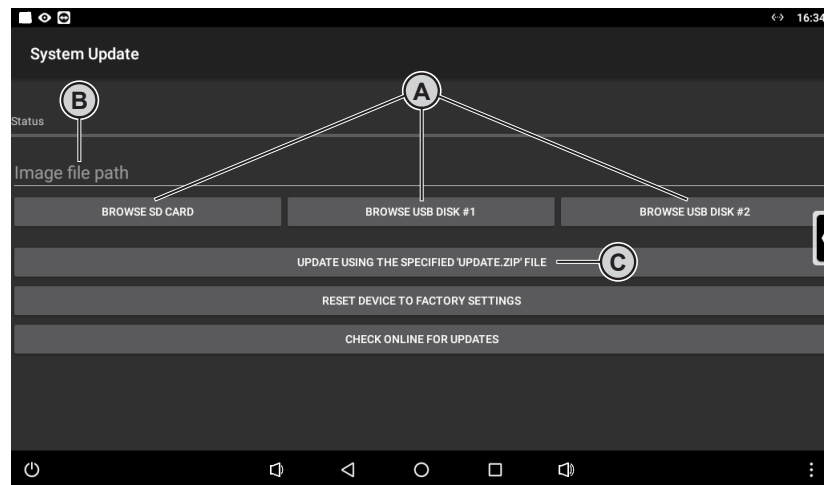 16:34
System Update
B
A
Status
Image file path
BROWSE SD CARD
BROWSE USB DISK #1
BROWSE USB DISK #2
UPDATE USING THE SPECIFIED 'UPDATE.ZIP' FILE
C
RESET DEVICE TO FACTORY SETTINGS
CHECK ONLINE FOR UPDATES